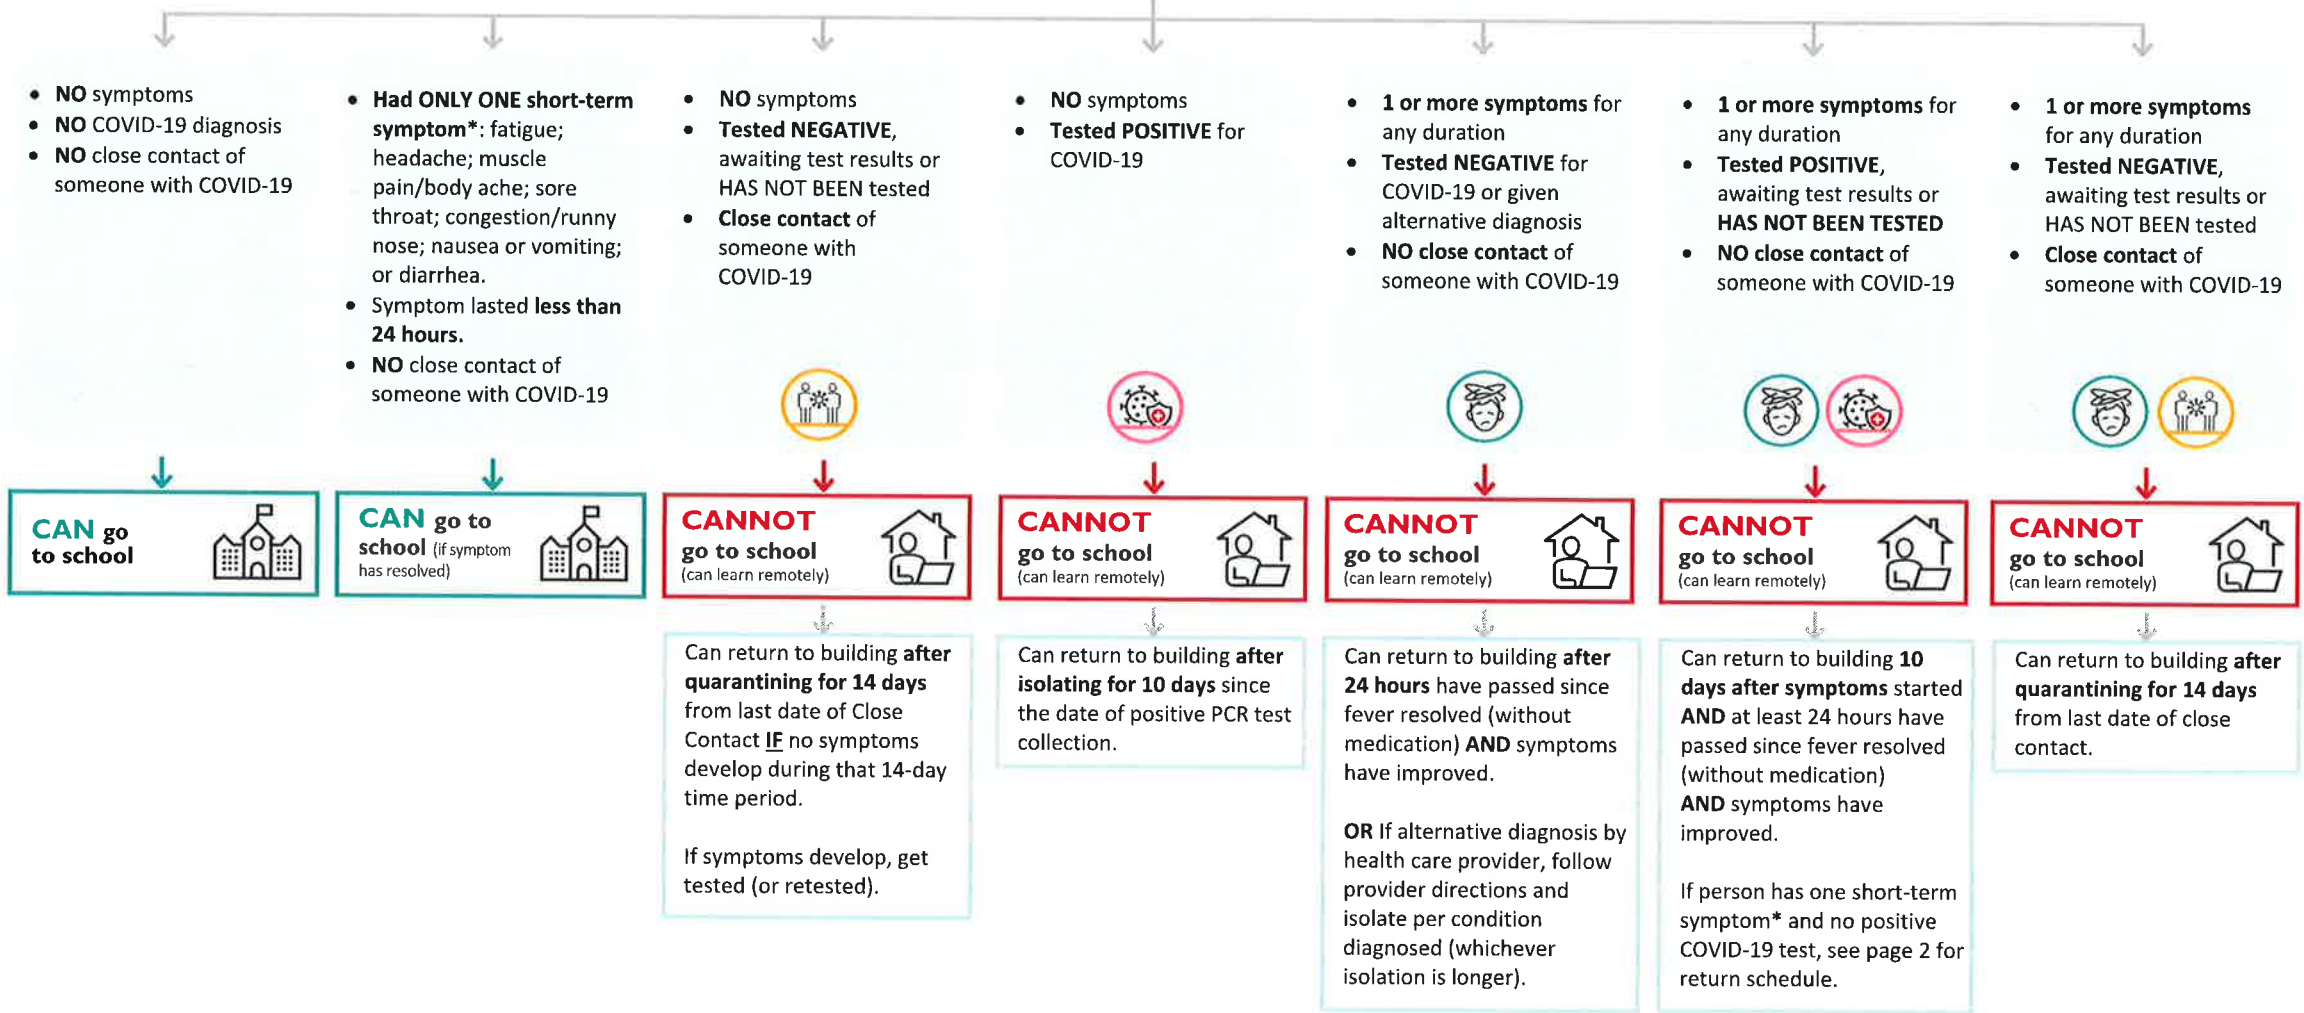 • NO symptoms
• NO COVID-19 diagnosis
• NO close contact of
someone with COVID-19
CAN go
to school
• Had ONLY ONE short-term
symptom*: fatigue;
headache; muscle
pain/body ache; sore
throat; congestion/runny
nose; nausea or vomiting;
or diarrhea.
• Symptom lasted less than
24 hours.
• NO close contact of
someone with COVID-19
CAN go to
school (if symptom
has resolved)
• NO symptoms
• Tested NEGATIVE,
awaiting test results or
HAS NOT BEEN tested
• Close contact of
someone with
COVID-19
CANNOT
go to school
(can learn remotely)
Can return to building after
quarantining for 14 days
from last date of Close
Contact IF no symptoms
develop during that 14-day
time period.
If symptoms develop, get
tested (or retested).
• NO symptoms
• Tested POSITIVE for
COVID-19
CANNOT
go to school
(can learn remotely)
Can return to building after
isolating for 10 days since
the date of positive PCR test
collection.
• 1 or more symptoms for
any duration
• Tested NEGATIVE for
COVID-19 or given
alternative diagnosis
• NO close contact of
someone with COVID-19
CANNOT
go to school
(can learn remotely)
Can return to building after
24 hours have passed since
fever resolved (without
medication) AND symptoms
have improved.
OR If alternative diagnosis by
health care provider, follow
provider directions and
isolate per condition
diagnosed (whichever
isolation is longer).
• 1 or more symptoms for
any duration
• Tested POSITIVE,
awaiting test results or
HAS NOT BEEN TESTED
• NO close contact of
someone with COVID-19
CANNOT
go to school
(can learn remotely)
Can return to building 10
days after symptoms started
AND at least 24 hours have
passed since fever resolved
(without medication)
AND symptoms have
improved.
If person has one short-term
symptom* and no positive
COVID-19 test, see page 2 for
return schedule.
• 1 or more symptoms
for any duration
• Tested NEGATIVE,
awaiting test results or
HAS NOT BEEN tested
• Close contact of
someone with COVID-19
CANNOT
go to school
(can learn remotely)
Can return to building after
quarantining for 14 days
from last date of close
contact.